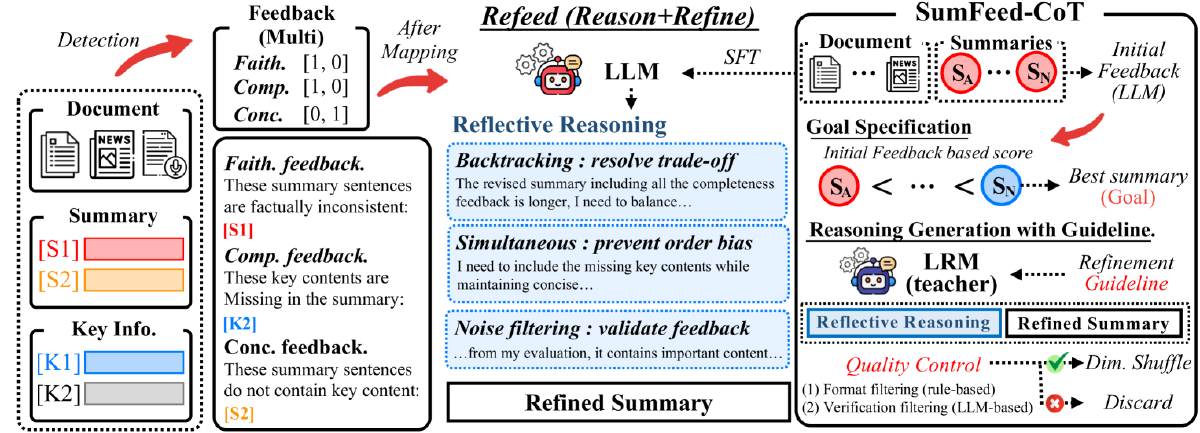 Detection
Document
NEWS
Summary
[S1]
[S2]
Key Info.
[K1]
[K2]
Feedback
(Multi)
Faith. [1, 0]
Comp. [1, 0]
Conc. [0, 1]
After
Mapping
Faith. feedback.
These summary sentences
are factually inconsistent:
[S1]
Comp. feedback.
These key contents are
Missing in the summary:
[K2]
Conc. feedback.
These summary sentences
do not contain key content:
[S2]
Refeed (Reason+Refine)
LLM
SFT
Reflective Reasoning
Backtracking : resolve trade-off
The revised summary including all the completeness
feedback is longer, I need to balance…
Simultaneous : prevent order bias
I need to include the missing key contents while
maintaining concise…
Noise filtering : validate feedback
…from my evaluation, it contains important content…
Refined Summary
SumFeed-CoT
Document
... NEWS
Summaries
SA ... SN
Initial
Feedback
(LLM)
Goal Specification
Initial Feedback based score
SA < ... < SN
Best summary
(Goal)
Reasoning Generation with Guideline.
LRM
(teacher)
Refinement
Guideline
Reflective Reasoning Refined Summary
Quality Control
Dim. Shuffle
(1) Format filtering (rule-based)
(2) Verification filtering (LLM-based)
Discard